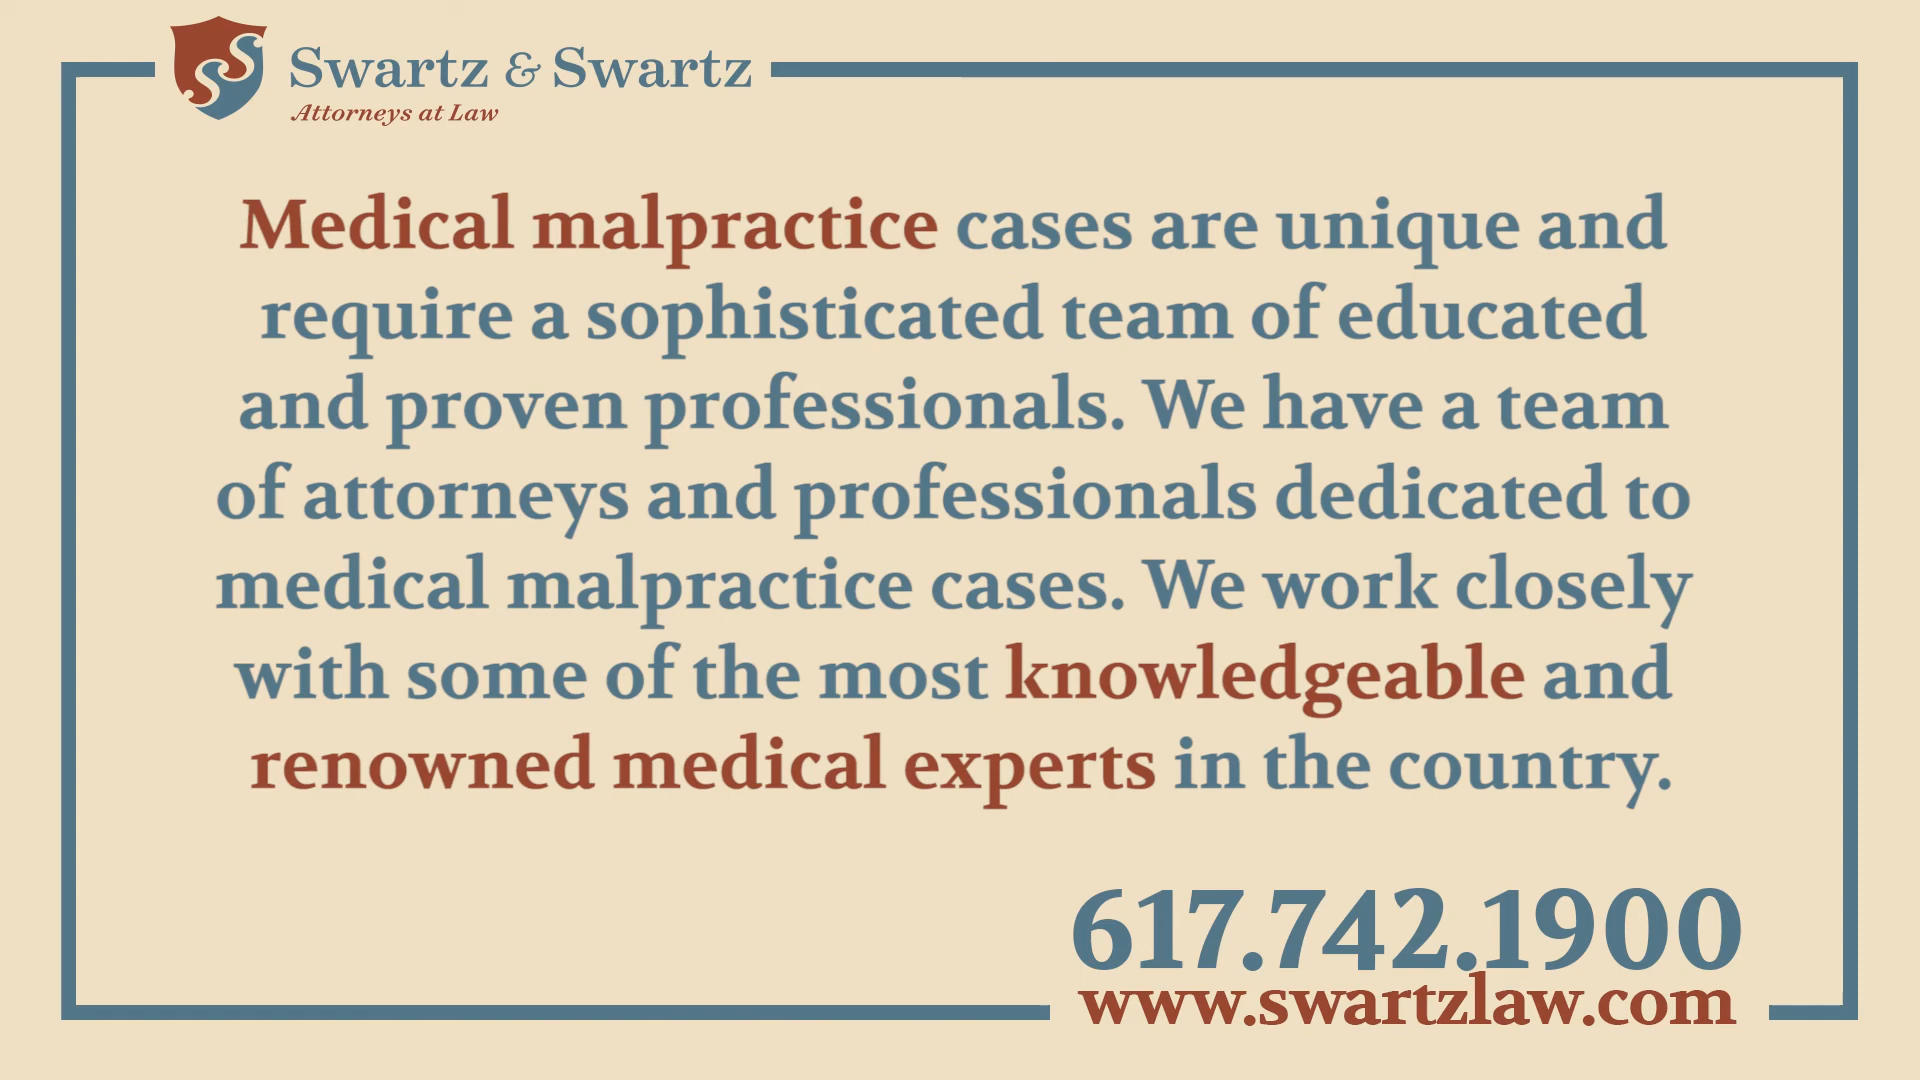 Swartz & Swartz
Attorneys at Law
Medical malpractice cases are unique and
require a sophisticated team of educated
and proven professionals. We have a team
of attorneys and professionals dedicated to
medical malpractice cases. We work closely
with some of the most knowledgeable and
renowned medical experts in the country.
617.742.1900
www.swartzlaw.com